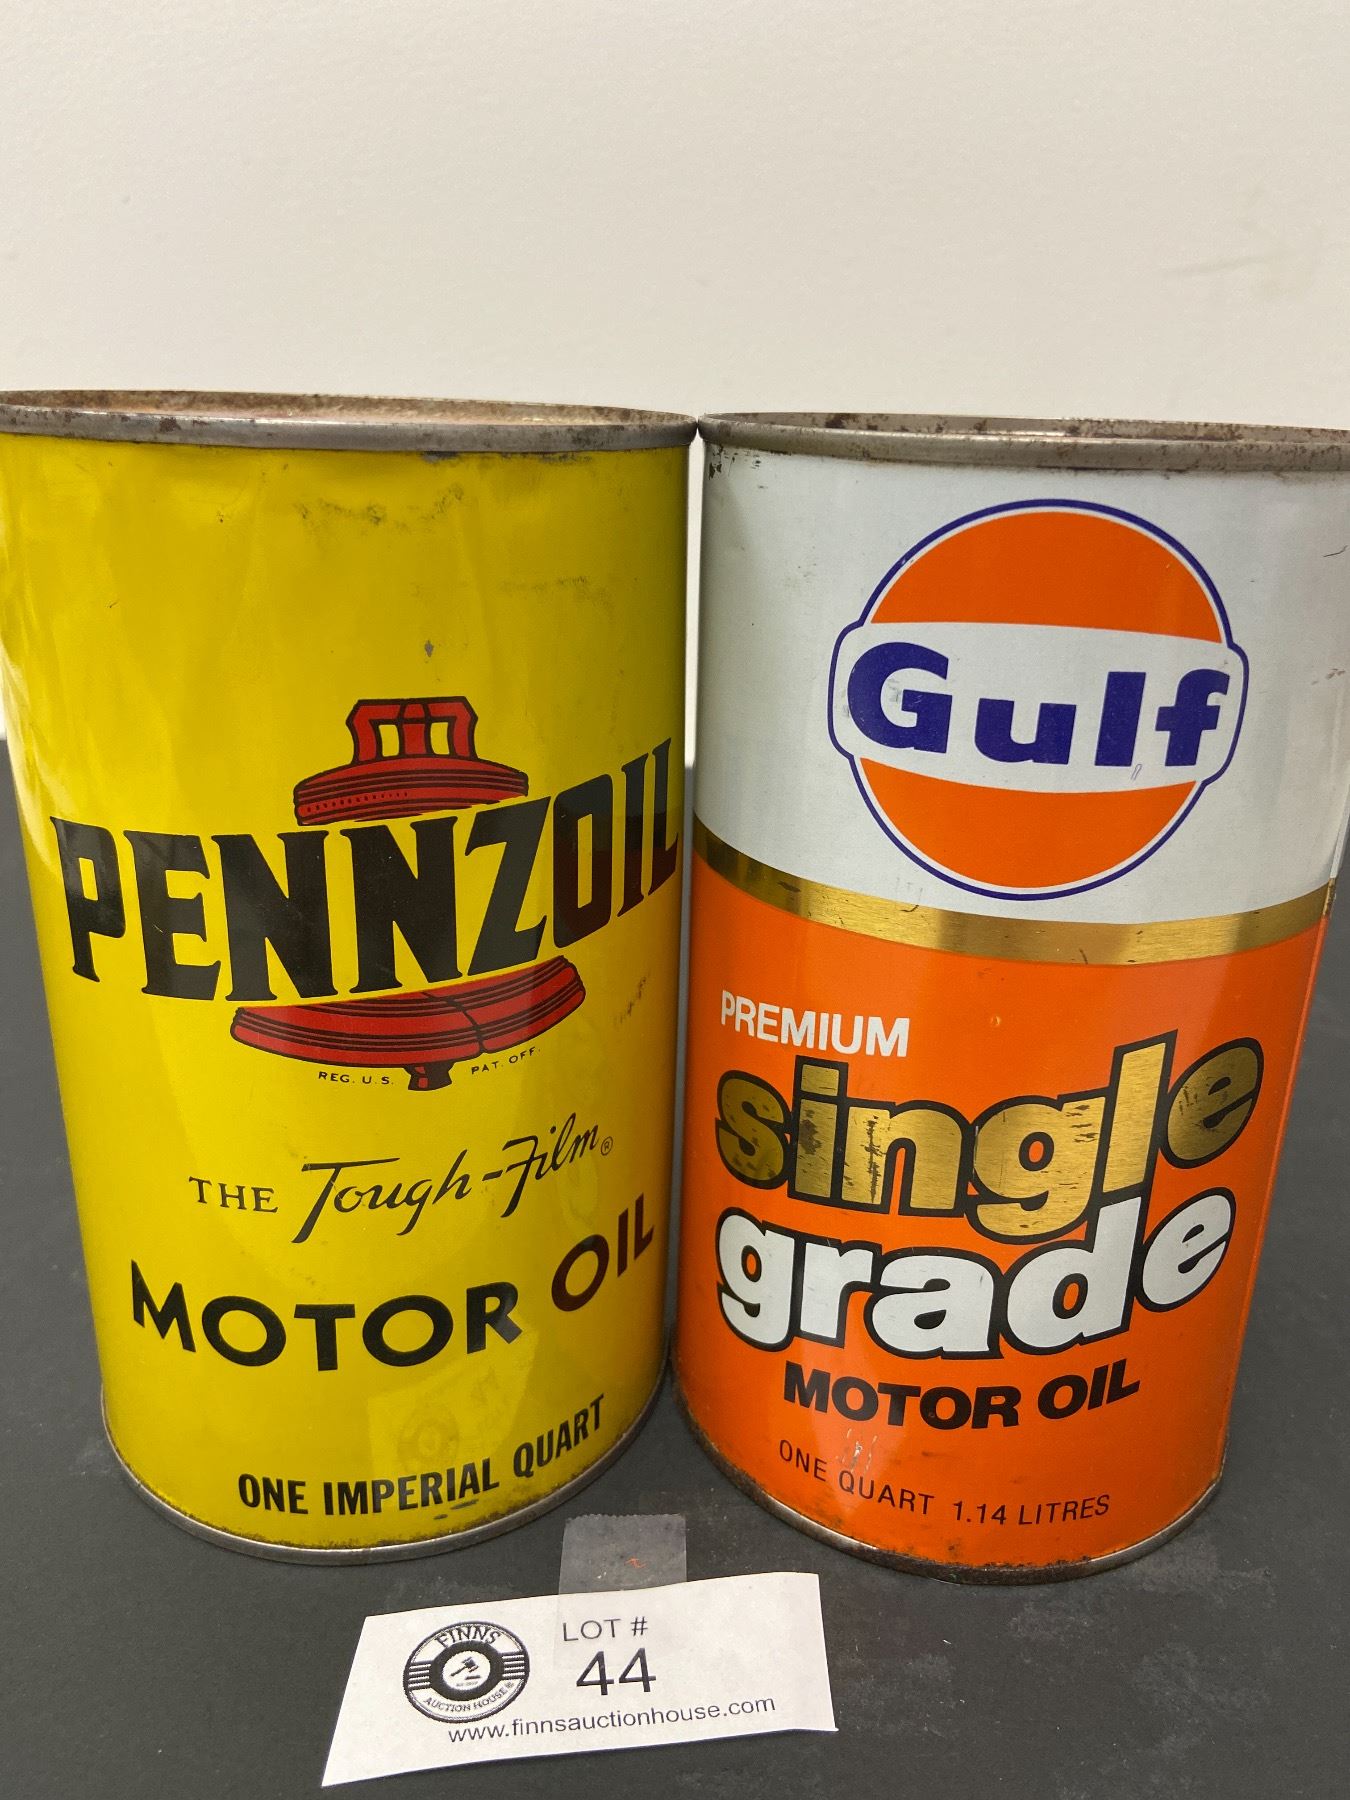 PENNZOIL
REG. U.S. PAT. OFF.
THE Tough-Film®
MOTOR OIL
ONE IMPERIAL QUART
Gulf
PREMIUM
single
grade
MOTOR OIL
ONE QUART 1.14 LITRES
FINNS
AUCTION HOUSE
LOT #
44
www.finnsauctionhouse.com